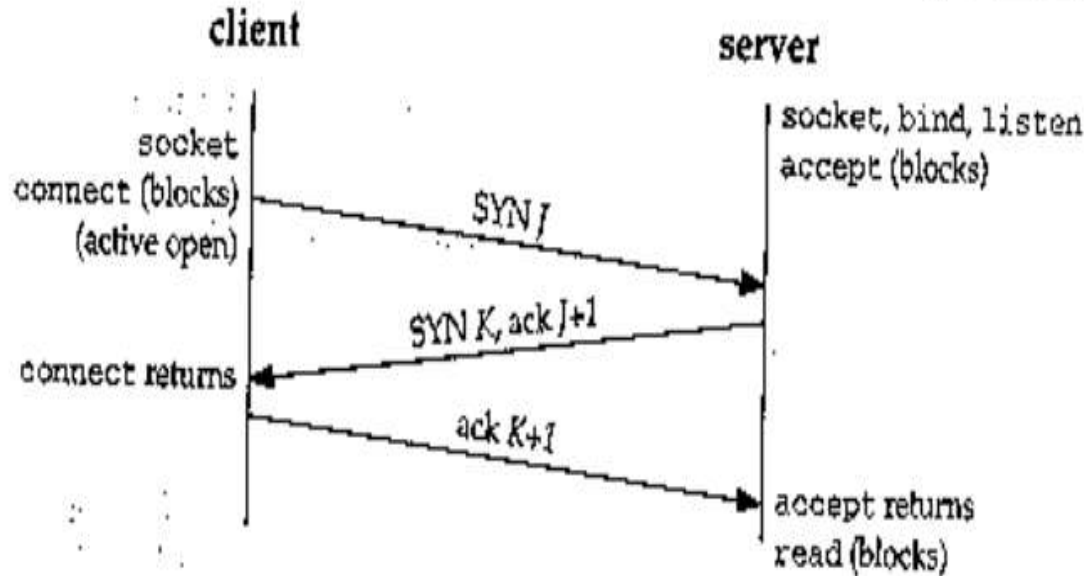 client
server
socket, bind, listen
accept (blocks)
socket
connect (blocks)
(active open)
SYN J
SYN K, ack J+1
connect returns
ack K+1
accept returns
read (blocks)